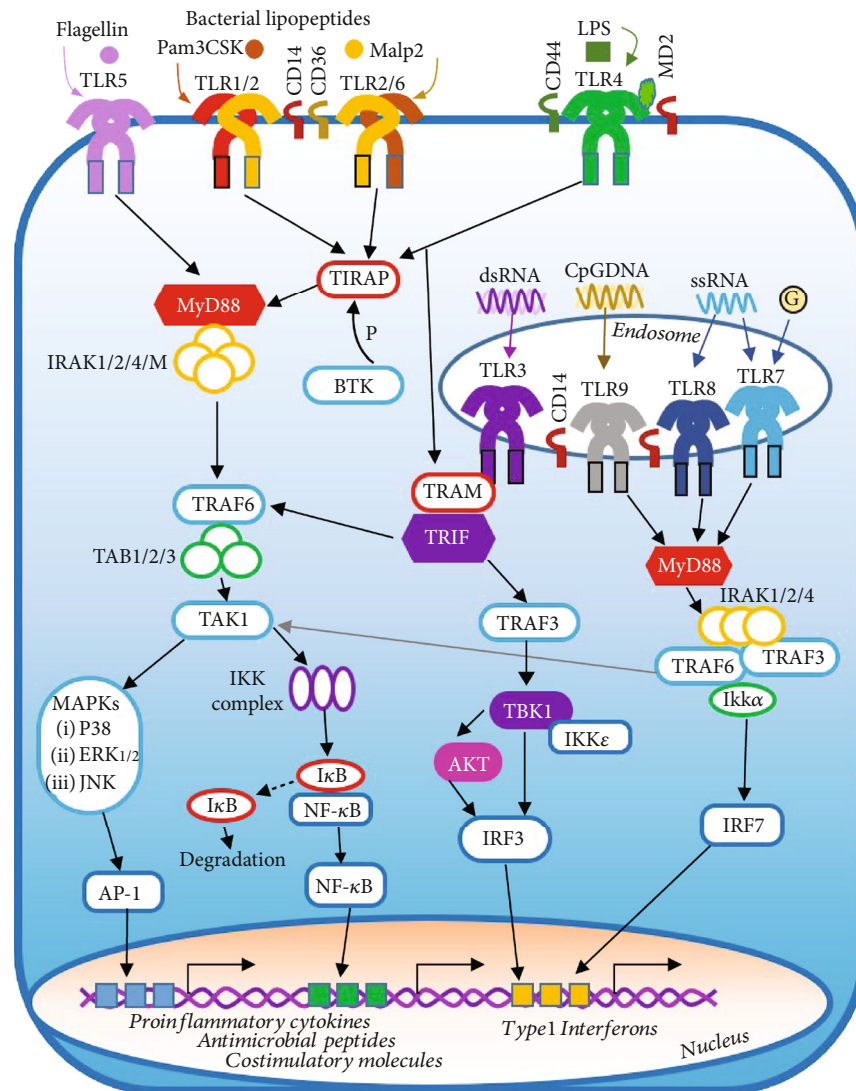 Bacterial lipopeptides
Flagellin
Pam3CSK
Malp2
LPS
TLR5
TLR1/2
CD14
CD36
TLR2/6
CD44
TLR4
MD2
TIRAP
MyD88
P
IRAK1/2/4/M
BTK
dsRNA
CpGDNA
ssRNA
G
Endosome
TLR3
CD14
TLR9
TLR8
TLR7
TRAM
TRAF6
TRIF
TAB1/2/3
MyD88
IRAK1/2/4
TAK1
TRAF3
TRAF6
TRAF3
Ikkα
IKK
complex
MAPKs
(i) P38
(ii) ERK1/2
(iii) JNK
TBK1
IKKε
AKT
IκB
IκB
NF-κB
Degradation
IRF3
IRF7
AP-1
NF-κB
Proinflammatory cytokines
Antimicrobial peptides
Costimulatory molecules
Type1 Interferons
Nucleus